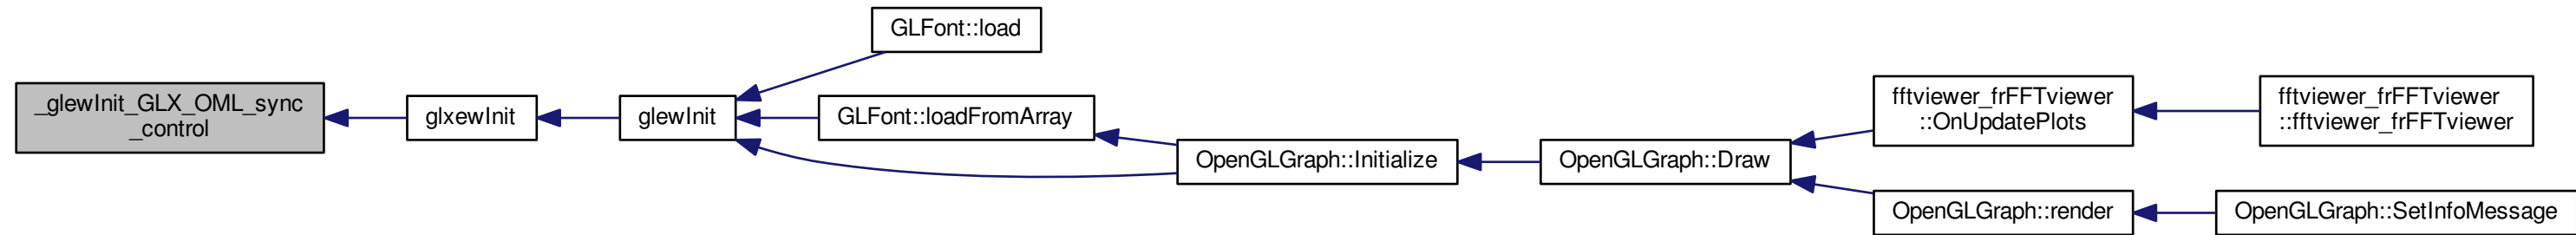 _glewInit_GLX_OML_sync
_control
glxewInit
glewInit
GLFont::load
GLFont::loadFromArray
OpenGLGraph::Initialize
OpenGLGraph::Draw
fftviewer_frFFTviewer
::OnUpdatePlots
fftviewer_frFFTviewer
::fftviewer_frFFTviewer
OpenGLGraph::render
OpenGLGraph::SetInfoMessage